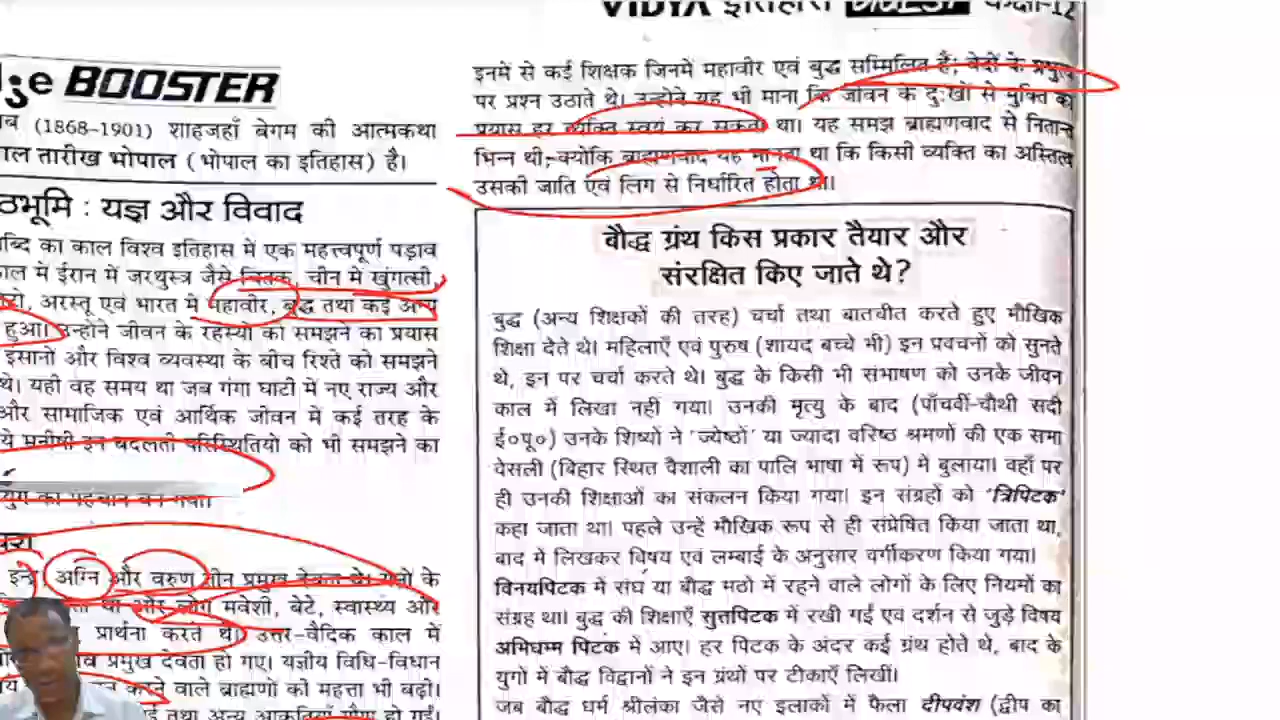 VIDYA इतिहास DIGEST कक्षा-12
BOOSTER
(1868–1901) शाहजहाँ बेगम की आत्मकथा
तारीख भोपाल (भोपाल का इतिहास) है।
: यज्ञ और विवाद
का काल विश्व इतिहास में एक महत्त्वपूर्ण पड़ाव
में ईरान में जरथुस्त्र जैसे चिंतक, चीन में खुंगत्सी,
अरस्तू एवं भारत में महावीर, बुद्ध तथा कई अन्य
हुआ। उन्होंने जीवन के रहस्यों को समझने का प्रयास
इंसानों और विश्व व्यवस्था के बीच रिश्ते को समझने
थे। यही वह समय था जब गंगा घाटी में नए राज्य और
और सामाजिक एवं आर्थिक जीवन में कई तरह के
मनीषी इन बदलती परिस्थितियों को भी समझने का
अग्नि और वरुण तीन प्रमुख देवता थे। के
और लोग मवेशी, बेटे, स्वास्थ्य और
प्रार्थना करते थे। उत्तर-वैदिक काल में
प्रमुख देवता हो गए। यज्ञीय विधि-विधान
करने वाले ब्राह्मणों की महत्ता भी बढ़ी।
तथा अन्य आकृतियाँ गौण हो गईं।
इनमें से कई शिक्षक जिनमें महावीर एवं बुद्ध सम्मिलित हैं, वेदों के प्रभुत्व
पर प्रश्न उठाते थे। उन्होंने यह भी माना कि जीवन के दुःखों से मुक्ति का
प्रयास हर व्यक्ति स्वयं कर सकता था। यह समझ ब्राह्मणवाद से नितान्त
भिन्न थी, क्योंकि ब्राह्मणवाद यह मानता था कि किसी व्यक्ति का अस्तित्व
उसकी जाति एवं लिंग से निर्धारित होता था।
बौद्ध ग्रंथ किस प्रकार तैयार और
संरक्षित किए जाते थे?
बुद्ध (अन्य शिक्षकों की तरह) चर्चा तथा बातचीत करते हुए मौखिक
शिक्षा देते थे। महिलाएँ एवं पुरुष (शायद बच्चे भी) इन प्रवचनों को सुनते
थे, इन पर चर्चा करते थे। बुद्ध के किसी भी संभाषण को उनके जीवन
काल में लिखा नहीं गया। उनकी मृत्यु के बाद (पाँचवीं-चौथी सदी
ई०पू०) उनके शिष्यों ने 'ज्येष्ठों' या ज्यादा वरिष्ठ श्रमणों की एक सभा
वेसली (बिहार स्थित वैशाली का पालि भाषा में रूप) में बुलाया। वहाँ पर
ही उनकी शिक्षाओं का संकलन किया गया। इन संग्रहों को 'त्रिपिटक'
कहा जाता था। पहले उन्हें मौखिक रूप से ही संप्रेषित किया जाता था,
बाद में लिखकर विषय एवं लम्बाई के अनुसार वर्गीकरण किया गया।
विनयपिटक में संघ या बौद्ध मठों में रहने वाले लोगों के लिए नियमों का
संग्रह था। बुद्ध की शिक्षाएँ सुत्तपिटक में रखी गईं एवं दर्शन से जुड़े विषय
अभिधम्म पिटक में आए। हर पिटक के अंदर कई ग्रंथ होते थे, बाद के
युगों में बौद्ध विद्वानों ने इन ग्रंथों पर टीकाएँ लिखीं।
जब बौद्ध धर्म श्रीलंका जैसे नए इलाकों में फैला दीपवंश (द्वीप का